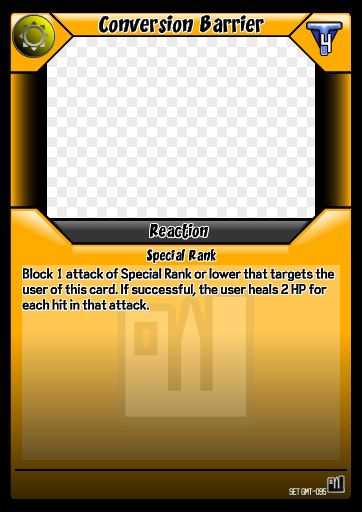 Conversion Barrier
4
Reaction
Special Rank
Block 1 attack of Special Rank or lower that targets the
user of this card. If successful, the user heals 2 HP for
each hit in that attack.
SET GMT-095